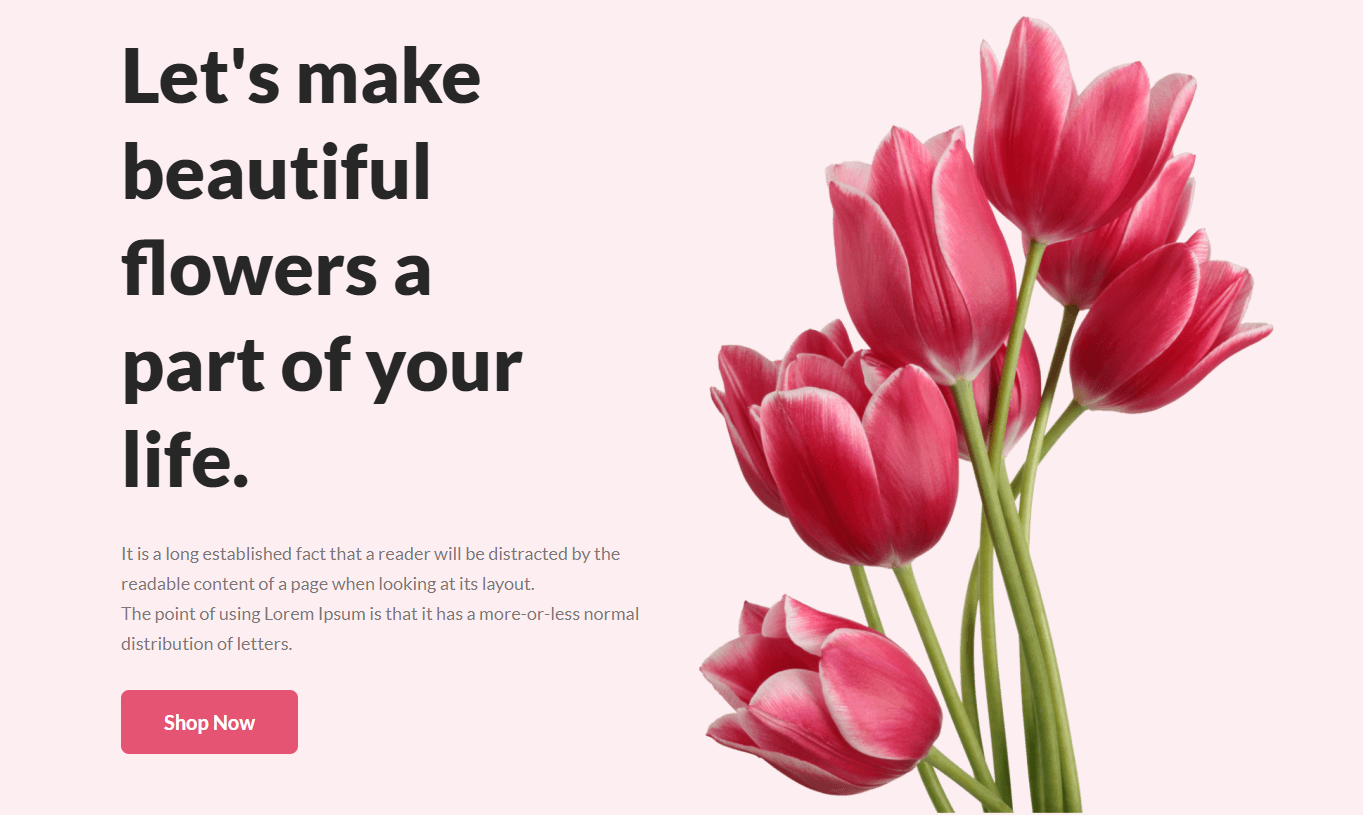 Let's make
beautiful
flowers a
part of your
life.
It is a long established fact that a reader will be distracted by the
readable content of a page when looking at its layout.
The point of using Lorem Ipsum is that it has a more-or-less normal
distribution of letters.
Shop Now